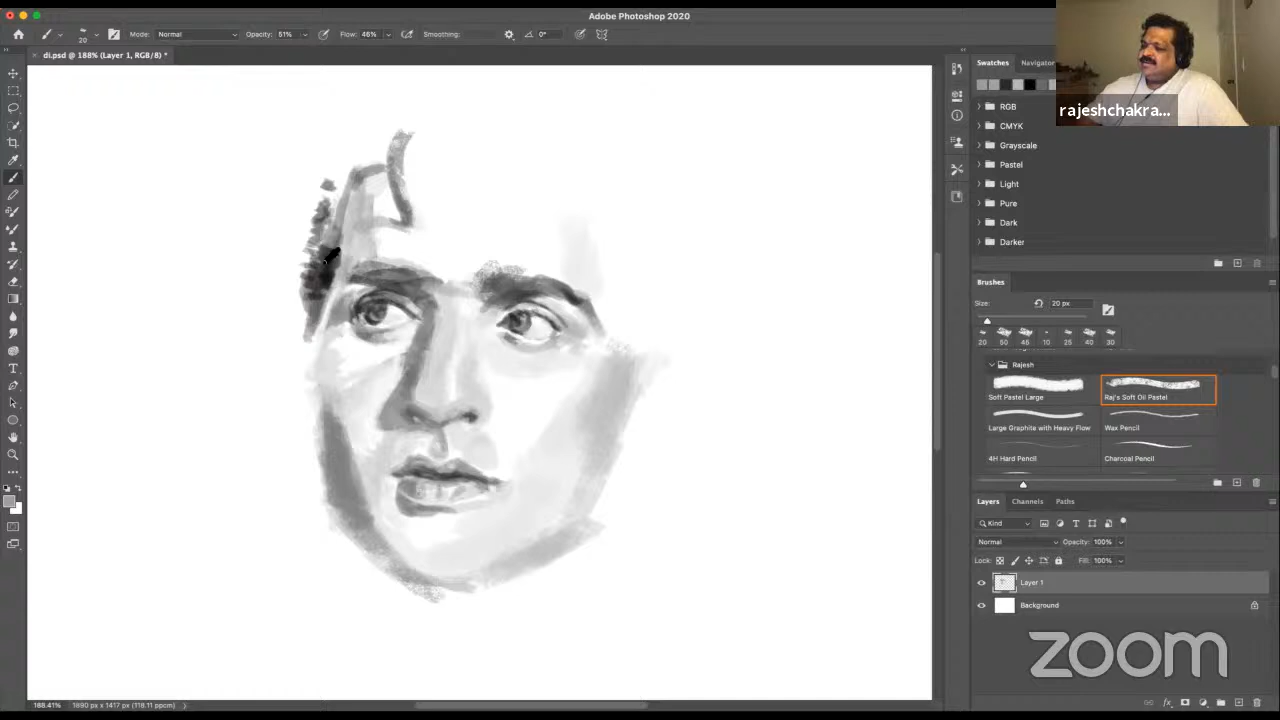 Adobe Photoshop 2020
20
Mode: Normal
Opacity: 51%
Flow: 46%
Smoothing:
0°
di.psd @ 188% (Layer 1, RGB/8) *
Swatches
Navigator
rajeshchakra...
RGB
CMYK
Grayscale
Pastel
Light
Pure
Dark
Darker
Brushes
Size:
20 px
20 50 45 10 25 40 30
Rajesh
Soft Pastel Large
Raj's Soft Oil Pastel
Large Graphite with Heavy Flow
Wax Pencil
4H Hard Pencil
Charcoal Pencil
Layers Channels Paths
Kind
Normal
Opacity: 100%
Lock:
Fill: 100%
Layer 1
Background
zoom
188.41%
1890 px x 1417 px (118.11 ppcm)
fx